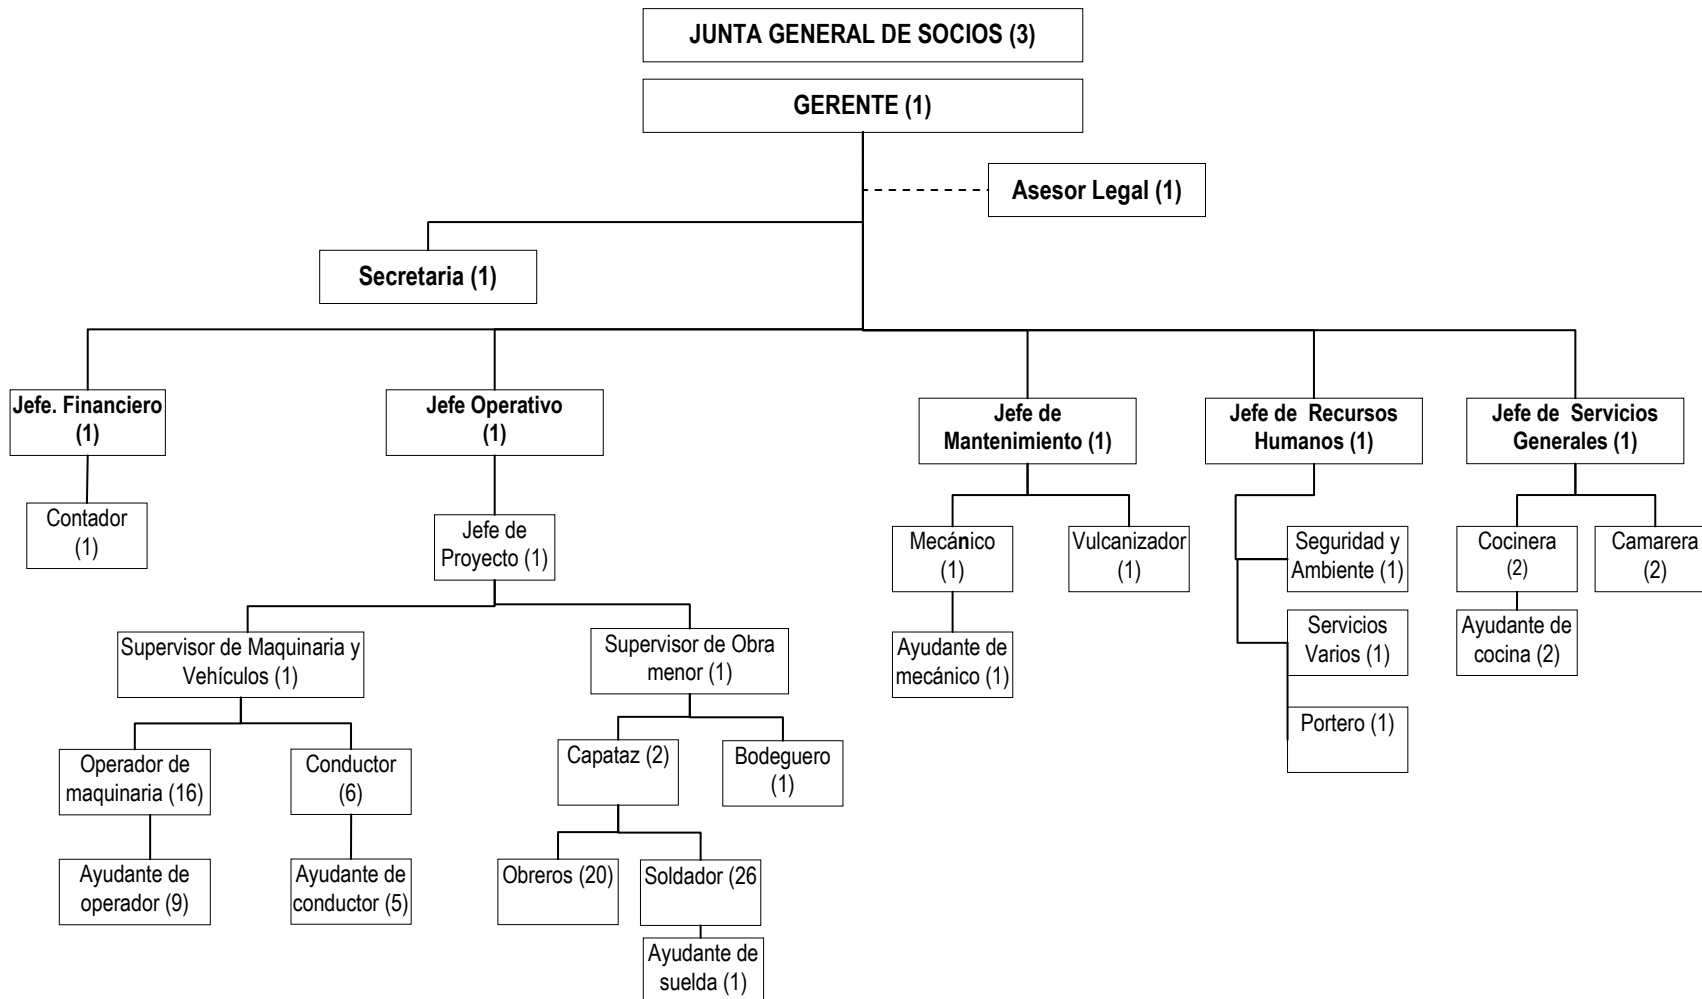 JUNTA GENERAL DE SOCIOS (3)
GERENTE (1)
Asesor Legal (1)
Secretaria (1)
Jefe. Financiero
(1)
Jefe Operativo
(1)
Jefe de
Mantenimiento (1)
Jefe de Recursos
Humanos (1)
Jefe de Servicios
Generales (1)
Contador
(1)
Jefe de
Proyecto (1)
Mecánico
(1)
Vulcanizador
(1)
Seguridad y
Ambiente (1)
Cocinera
(2)
Camarera
(2)
Supervisor de Maquinaria y
Vehículos (1)
Supervisor de Obra
menor (1)
Ayudante de
mecánico (1)
Servicios
Varios (1)
Ayudante de
cocina (2)
Operador de
maquinaria (16)
Conductor
(6)
Capataz (2)
Bodeguero
(1)
Portero (1)
Ayudante de
operador (9)
Ayudante de
conductor (5)
Obreros (20)
Soldador (26
Ayudante de
suelda (1)